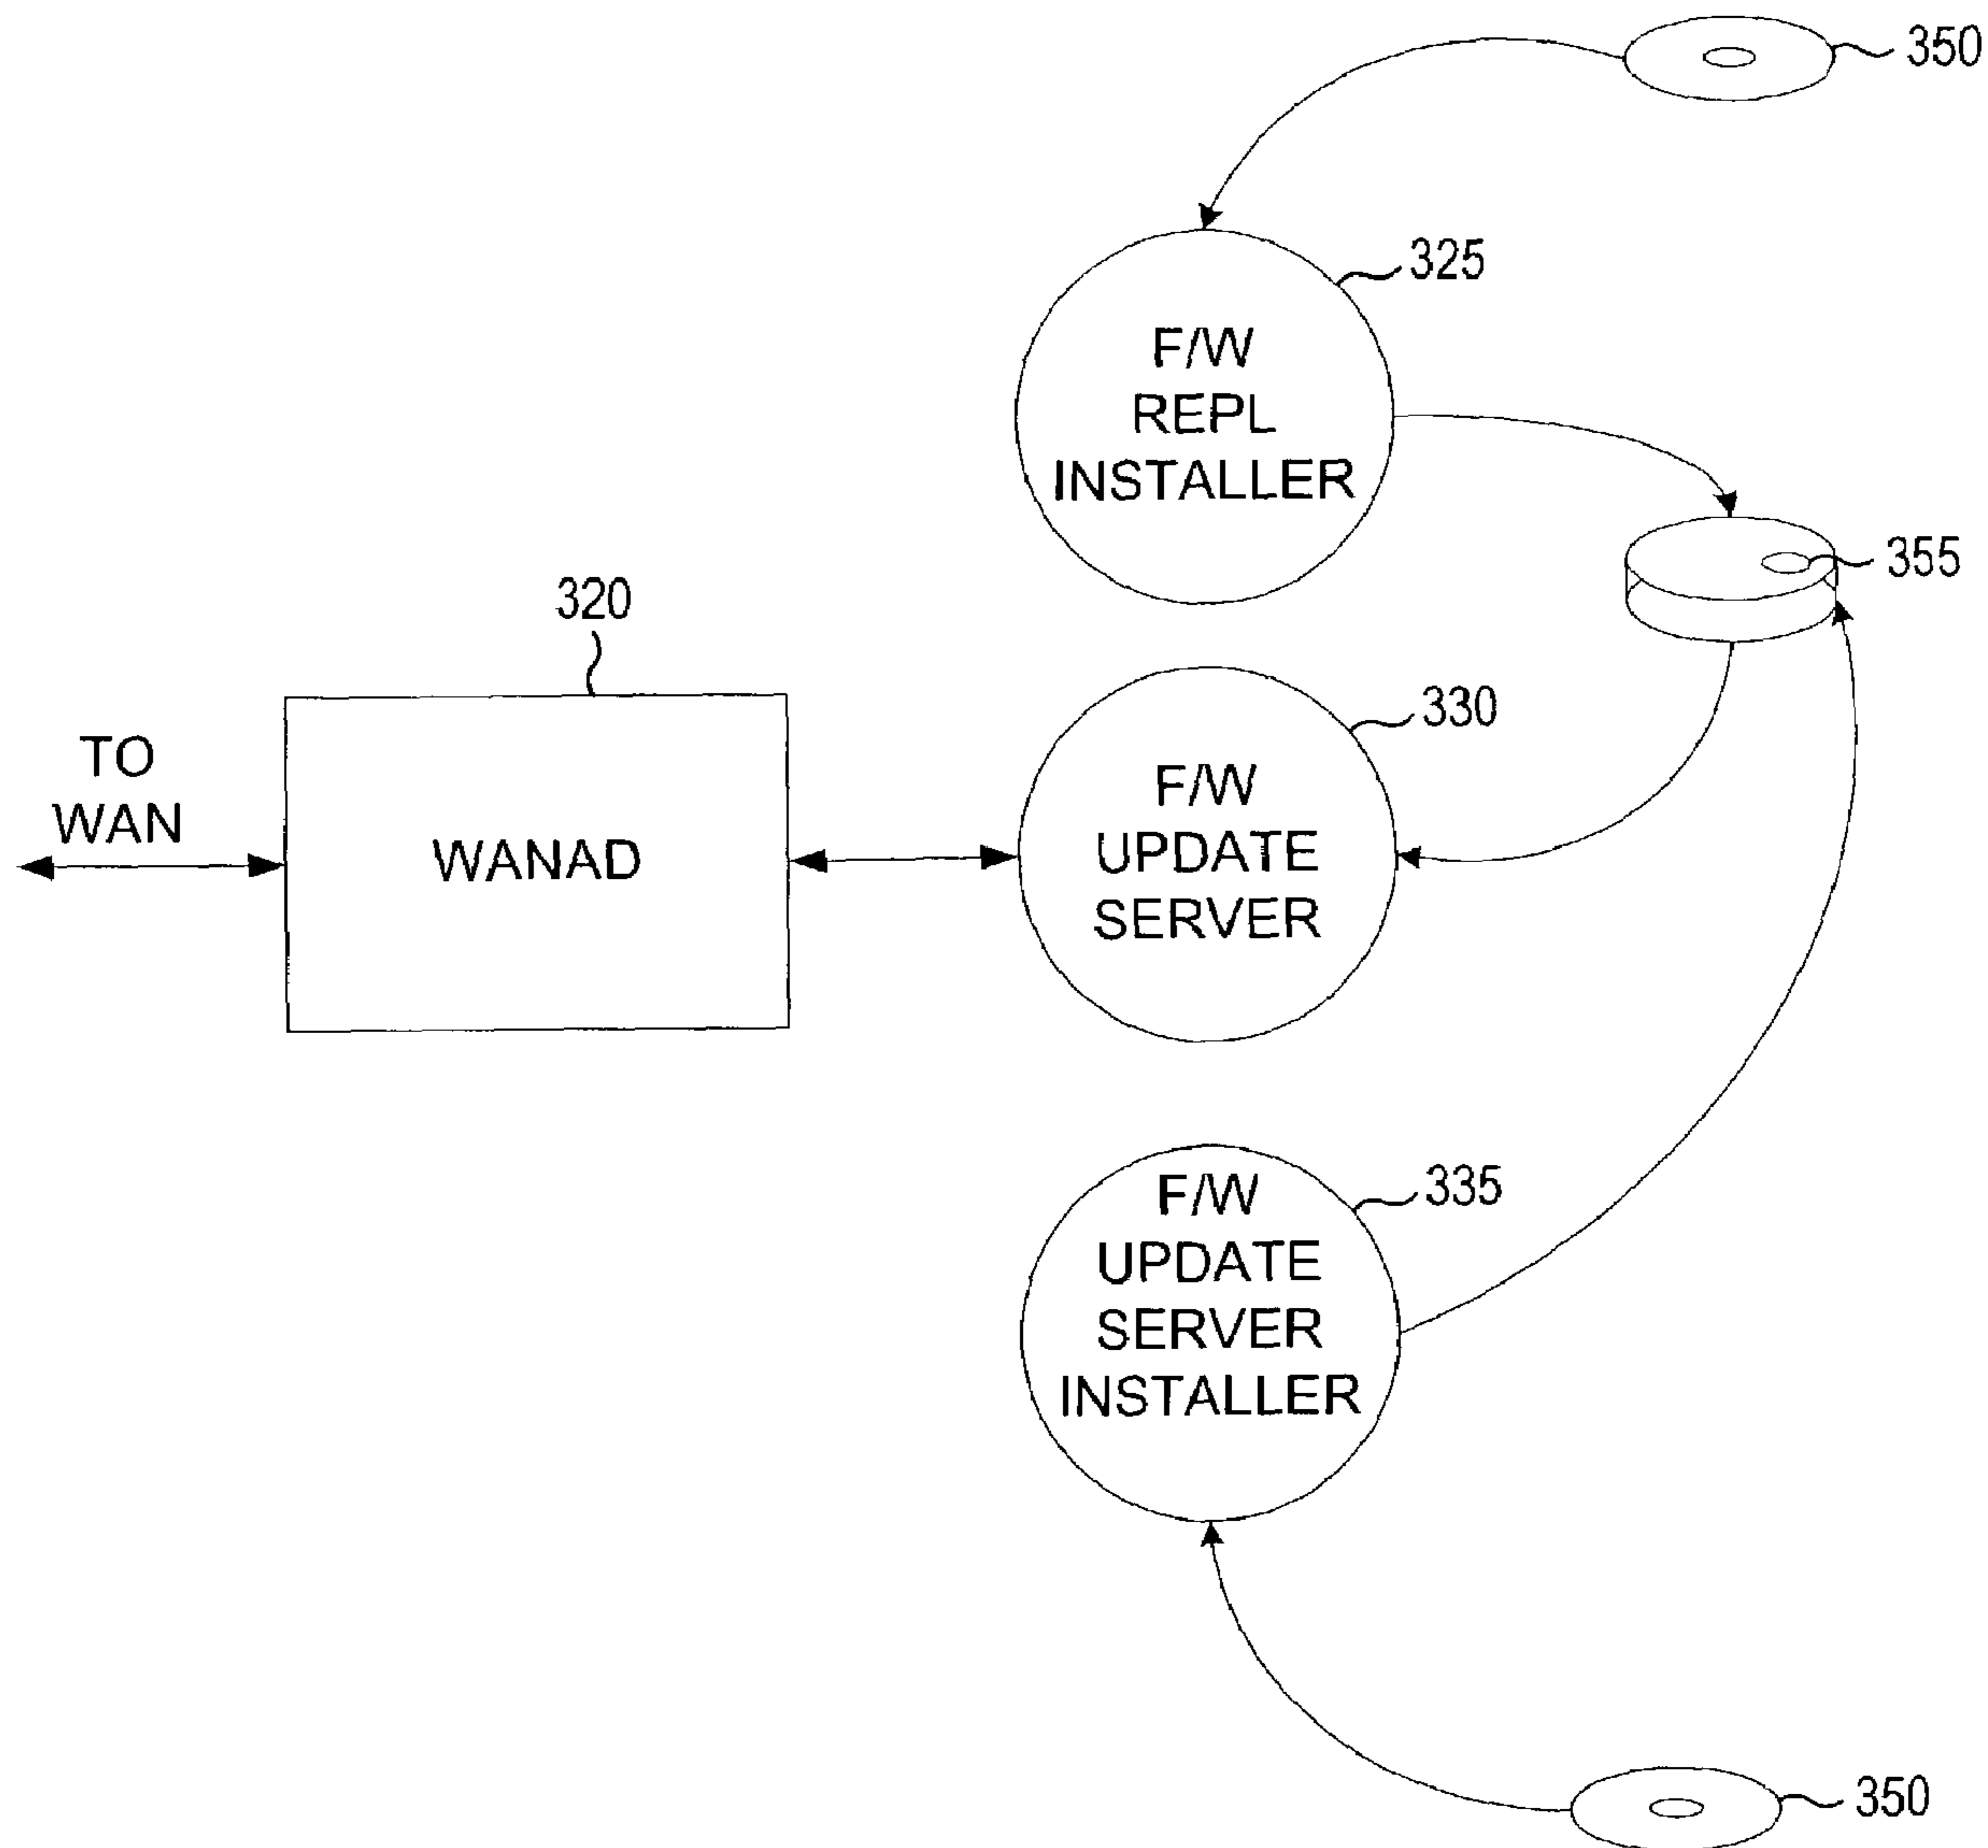 350
325
F/W
REPL
INSTALLER
355
320
330
TO
WAN
WANAD
F/W
UPDATE
SERVER
335
F/W
UPDATE
SERVER
INSTALLER
350